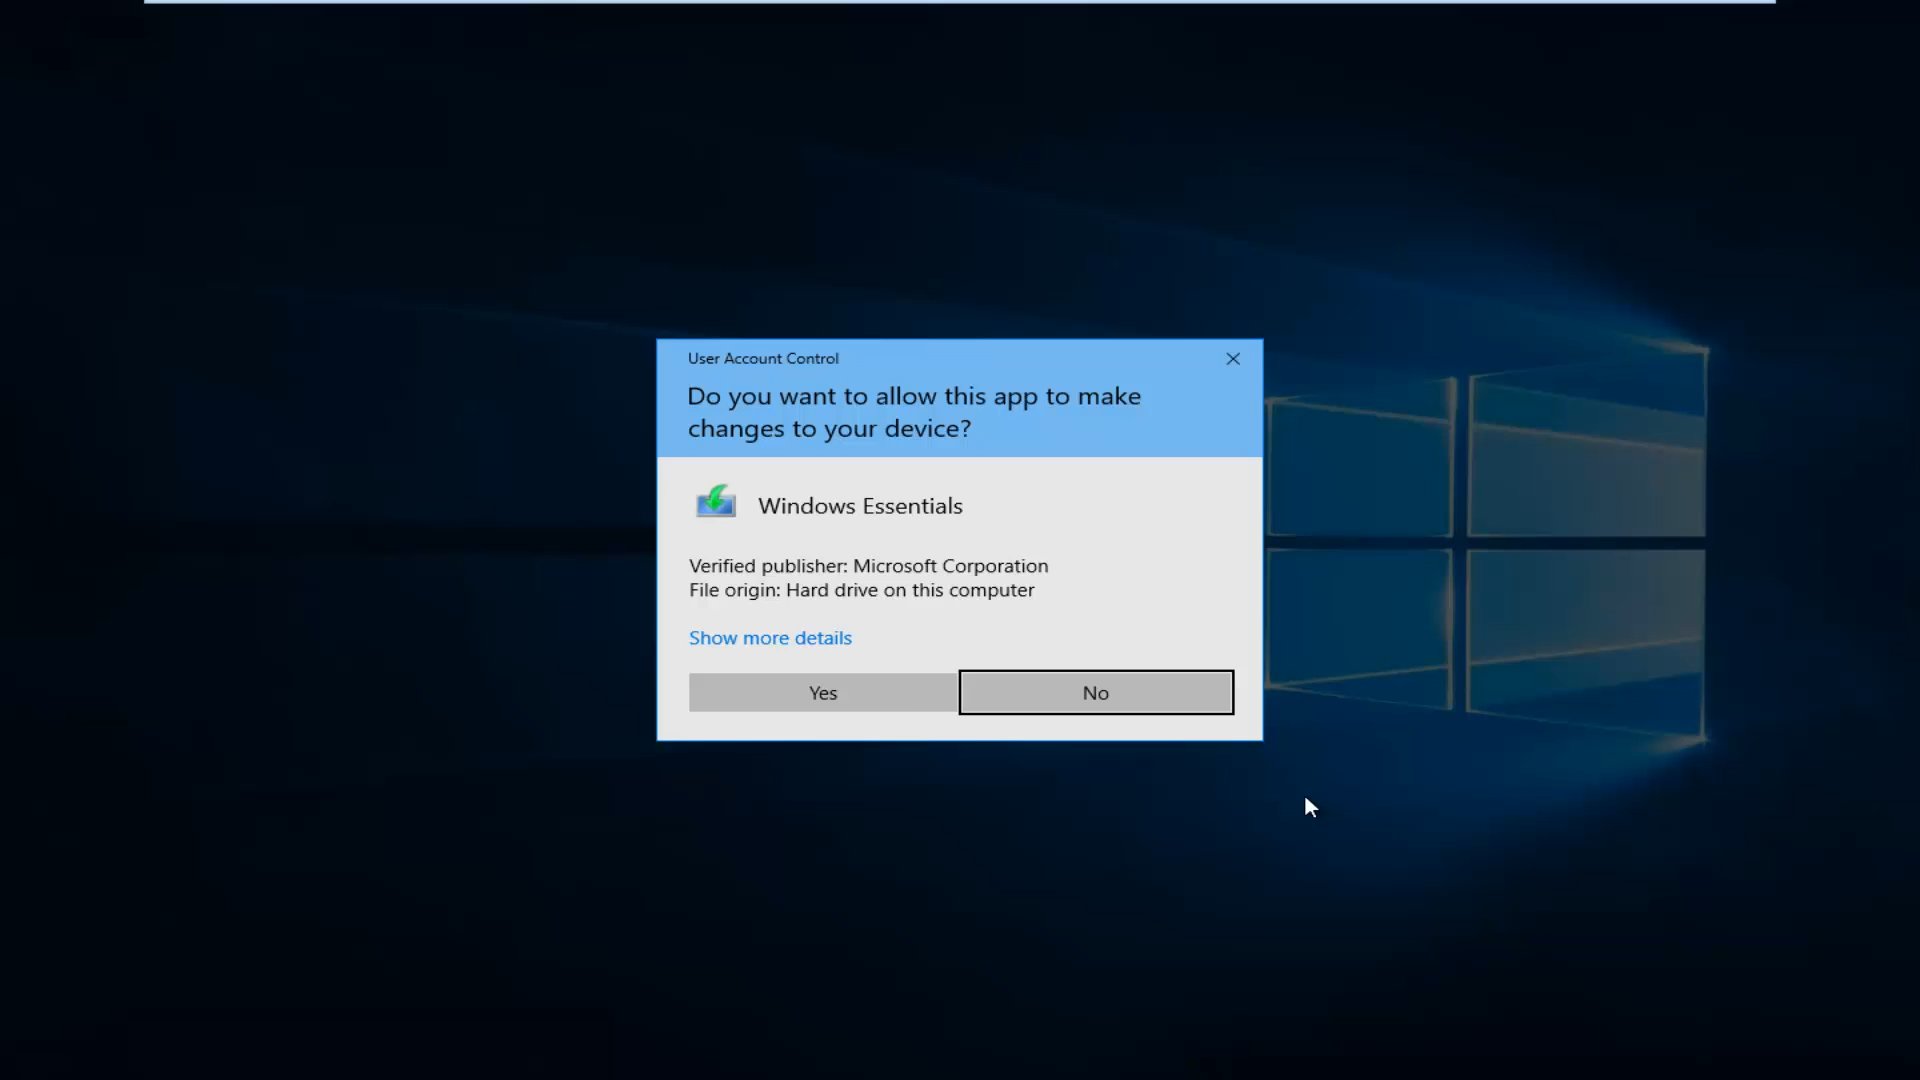 User Account Control
Do you want to allow this app to make
changes to your device?
Windows Essentials
Verified publisher: Microsoft Corporation
File origin: Hard drive on this computer
Show more details
Yes No